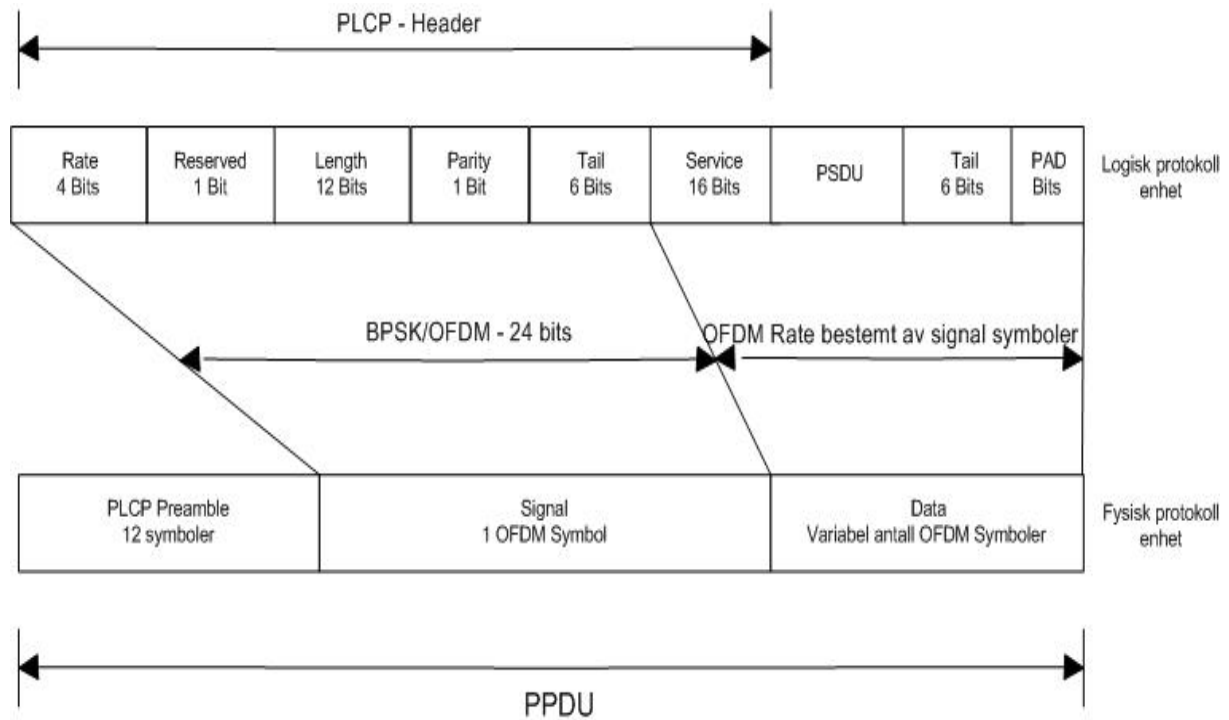 PLCP - Header
Rate
4 Bits
Reserved
1 Bit
Length
12 Bits
Parity
1 Bit
Tail
6 Bits
Service
16 Bits
PSDU
Tail
6 Bits
PAD
Bits
Logisk protokoll
enhet
BPSK/OFDM - 24 bits
OFDM Rate bestemt av signal symboler
PLCP Preamble
12 symboler
Signal
1 OFDM Symbol
Data
Variabel antall OFDM Symboler
Fysisk protokoll
enhet
PPDU